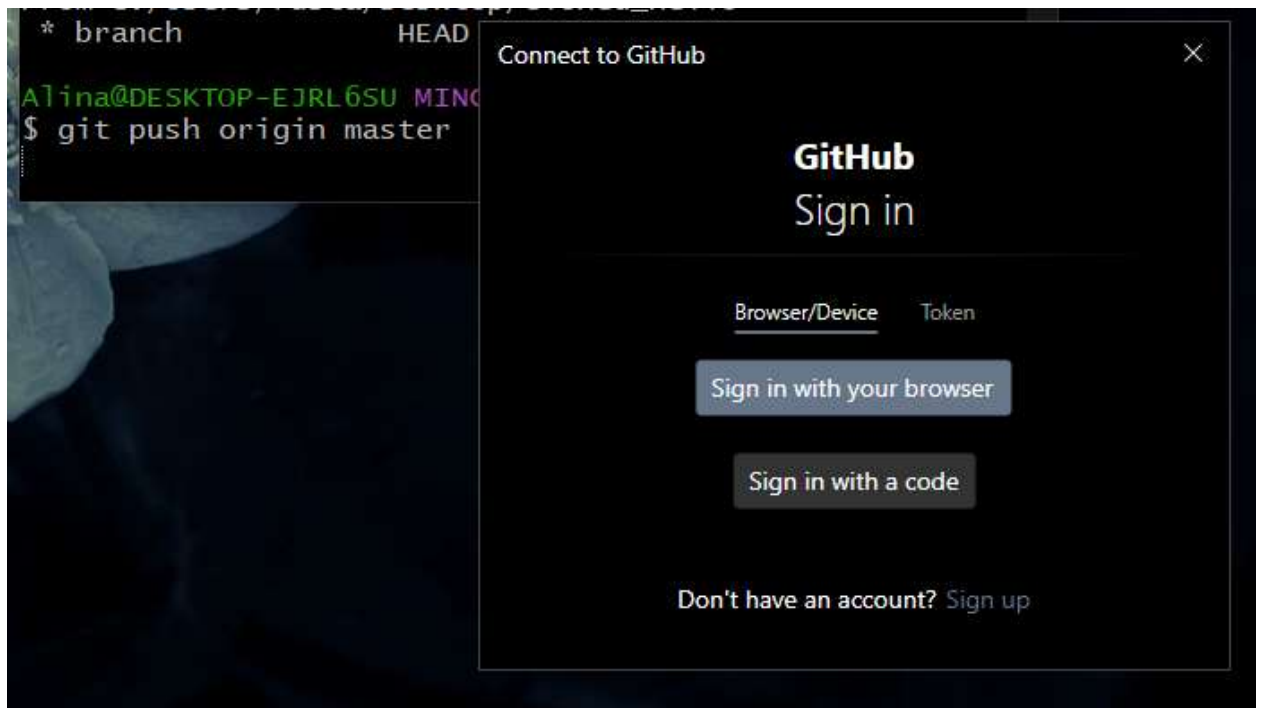 * branch HEAD
Alina@DESKTOP-EJRL6SU MING
$ git push origin master
Connect to GitHub
GitHub
Sign in
Browser/Device Token
Sign in with your browser
Sign in with a code
Don't have an account? Sign up